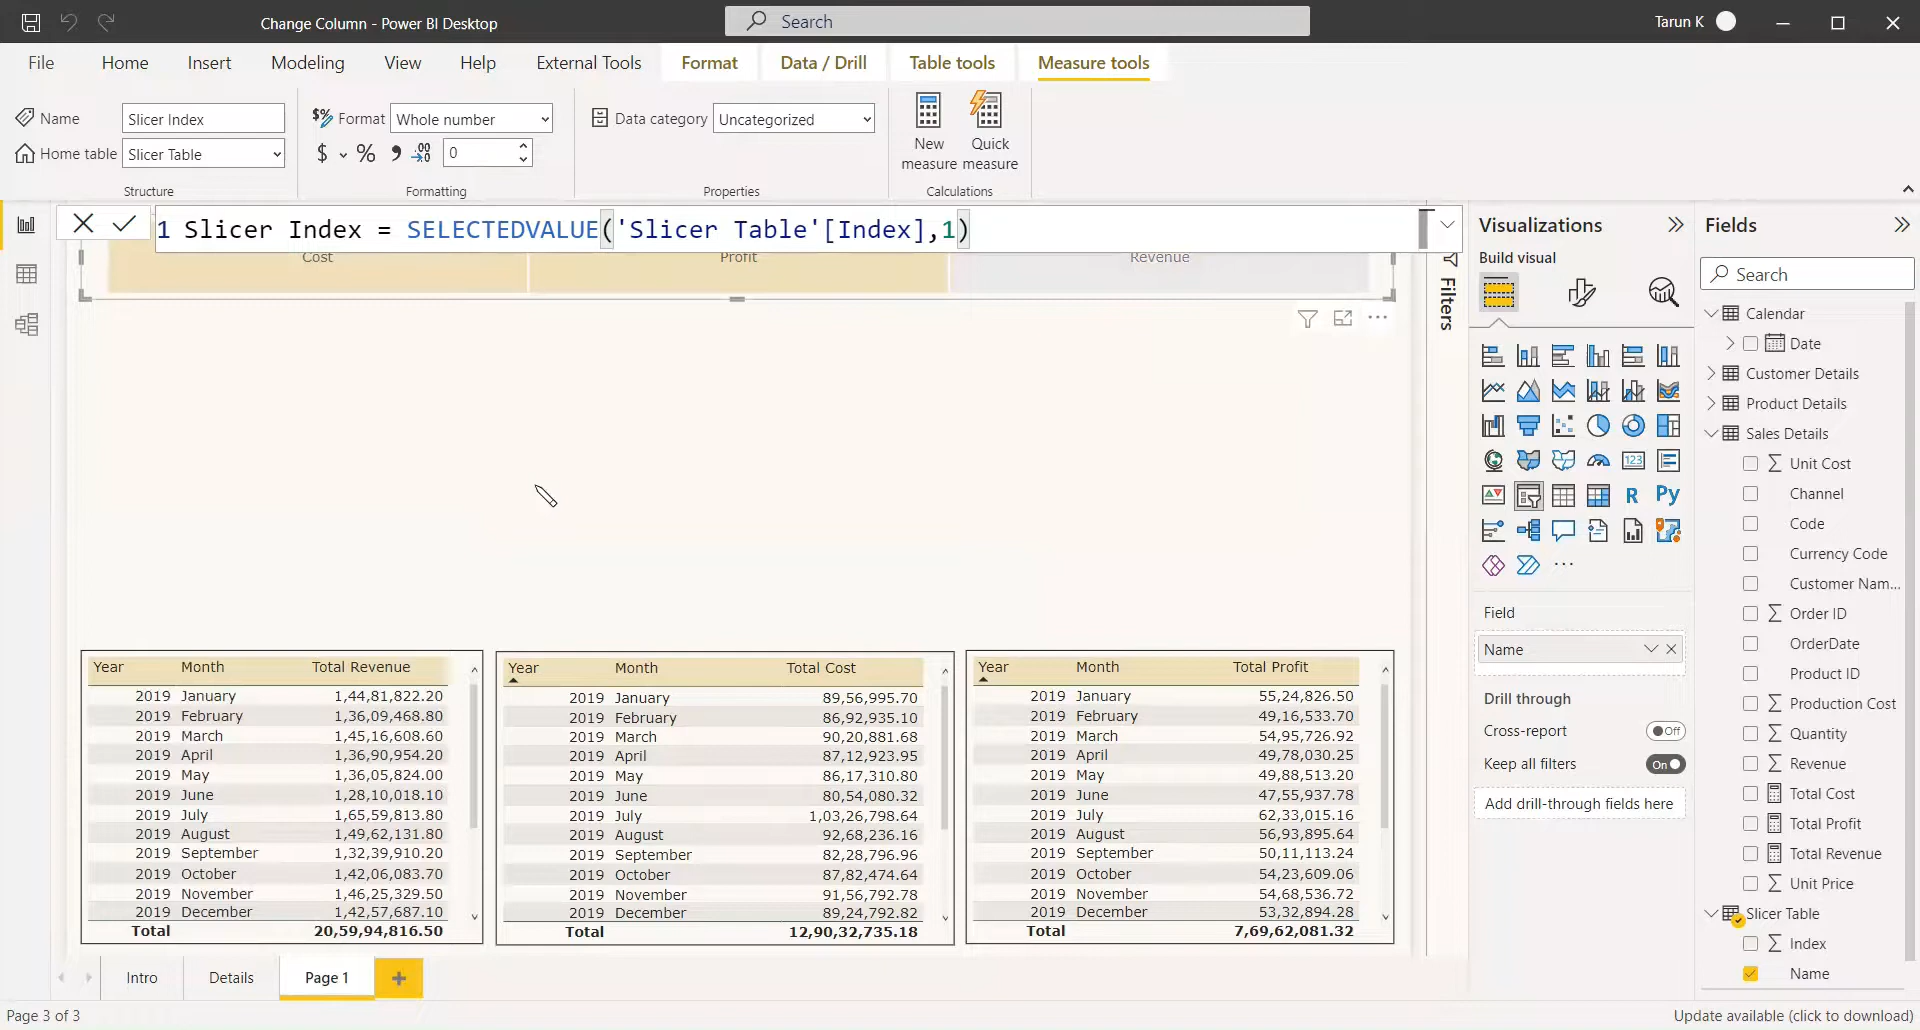 Change Column - Power BI Desktop
Search
Tarun K
File Home Insert Modeling View Help External Tools Format Data / Drill Table tools Measure tools
Name Slicer Index
Home table Slicer Table
Structure
$% Format Whole number
$ % , .00 0
Formatting
Data category Uncategorized
Properties
New measure
Quick measure
Calculations
1 Slicer Index = SELECTEDVALUE('Slicer Table'[Index],1)
Cost Profit Revenue
Year Month Total Revenue
2019 January 1,44,81,822.20
2019 February 1,36,09,468.80
2019 March 1,45,16,608.60
2019 April 1,36,90,954.20
2019 May 1,36,05,824.00
2019 June 1,28,10,018.10
2019 July 1,65,59,813.80
2019 August 1,49,62,131.80
2019 September 1,32,39,910.20
2019 October 1,42,06,083.70
2019 November 1,46,25,329.50
2019 December 1,42,57,687.10
Total 20,59,94,816.50
Year Month Total Cost
2019 January 89,56,995.70
2019 February 86,92,935.10
2019 March 90,20,881.68
2019 April 87,12,923.95
2019 May 86,17,310.80
2019 June 80,54,080.32
2019 July 1,03,26,798.64
2019 August 92,68,236.16
2019 September 82,28,796.96
2019 October 87,82,474.64
2019 November 91,56,792.78
2019 December 89,24,792.82
Total 12,90,32,735.18
Year Month Total Profit
2019 January 55,24,826.50
2019 February 49,16,533.70
2019 March 54,95,726.92
2019 April 49,78,030.25
2019 May 49,88,513.20
2019 June 47,55,937.78
2019 July 62,33,015.16
2019 August 56,93,895.64
2019 September 50,11,113.24
2019 October 54,23,609.06
2019 November 54,68,536.72
2019 December 53,32,894.28
Total 7,69,62,081.32
Filters
Visualizations
Build visual
123
R Py
Field
Name
Drill through
Cross-report Off
Keep all filters On
Add drill-through fields here
Fields
Search
Calendar
Date
Customer Details
Product Details
Sales Details
Unit Cost
Channel
Code
Currency Code
Customer Nam...
Order ID
OrderDate
Product ID
Production Cost
Quantity
Revenue
Total Cost
Total Profit
Total Revenue
Unit Price
Slicer Table
Index
Name
Intro Details Page 1 +
Page 3 of 3
Update available (click to download)